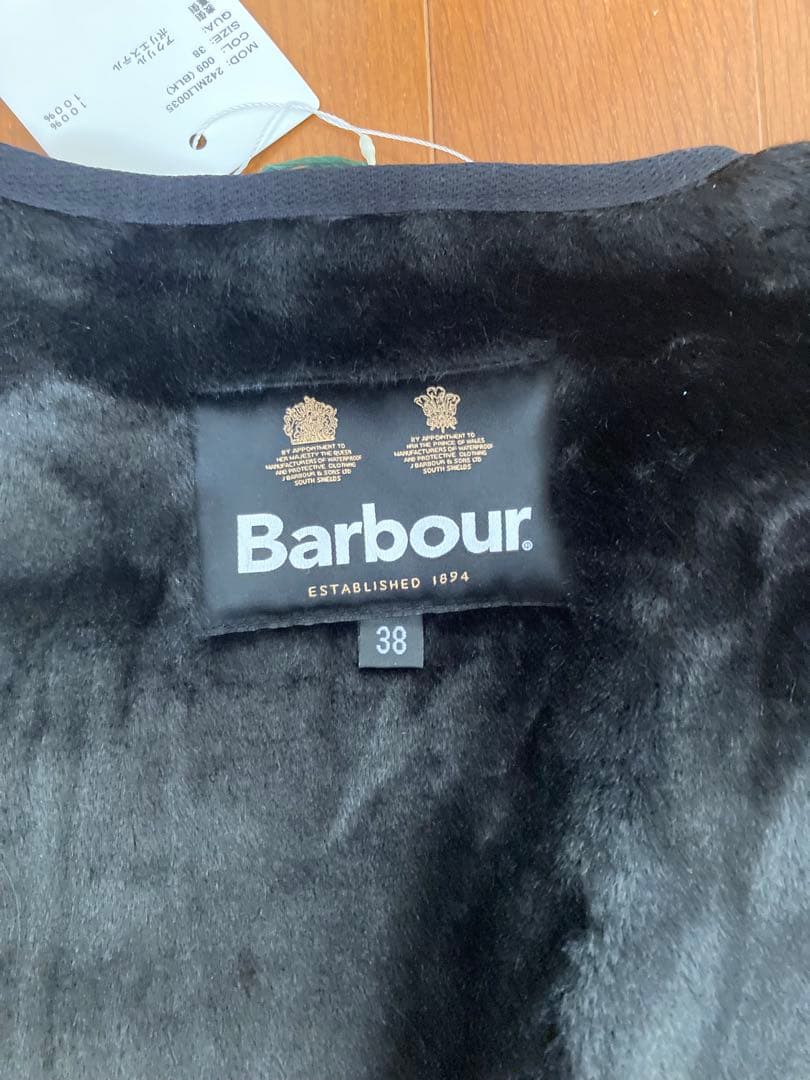 MOD: 242MLI0035
COL: 009 (BLK)
SIZE: 38
QUA:
アクリル 100%
ポリエステル 100%
BY APPOINTMENT TO
HER MAJESTY THE QUEEN
MANUFACTURERS OF WATERPROOF
AND PROTECTIVE CLOTHING
J BARBOUR & SONS LTD
SOUTH SHIELDS
BY APPOINTMENT TO
HRH THE PRINCE OF WALES
MANUFACTURERS OF WATERPROOF
AND PROTECTIVE CLOTHING
J BARBOUR & SONS LTD
SOUTH SHIELDS
Barbour®
ESTABLISHED 1894
38